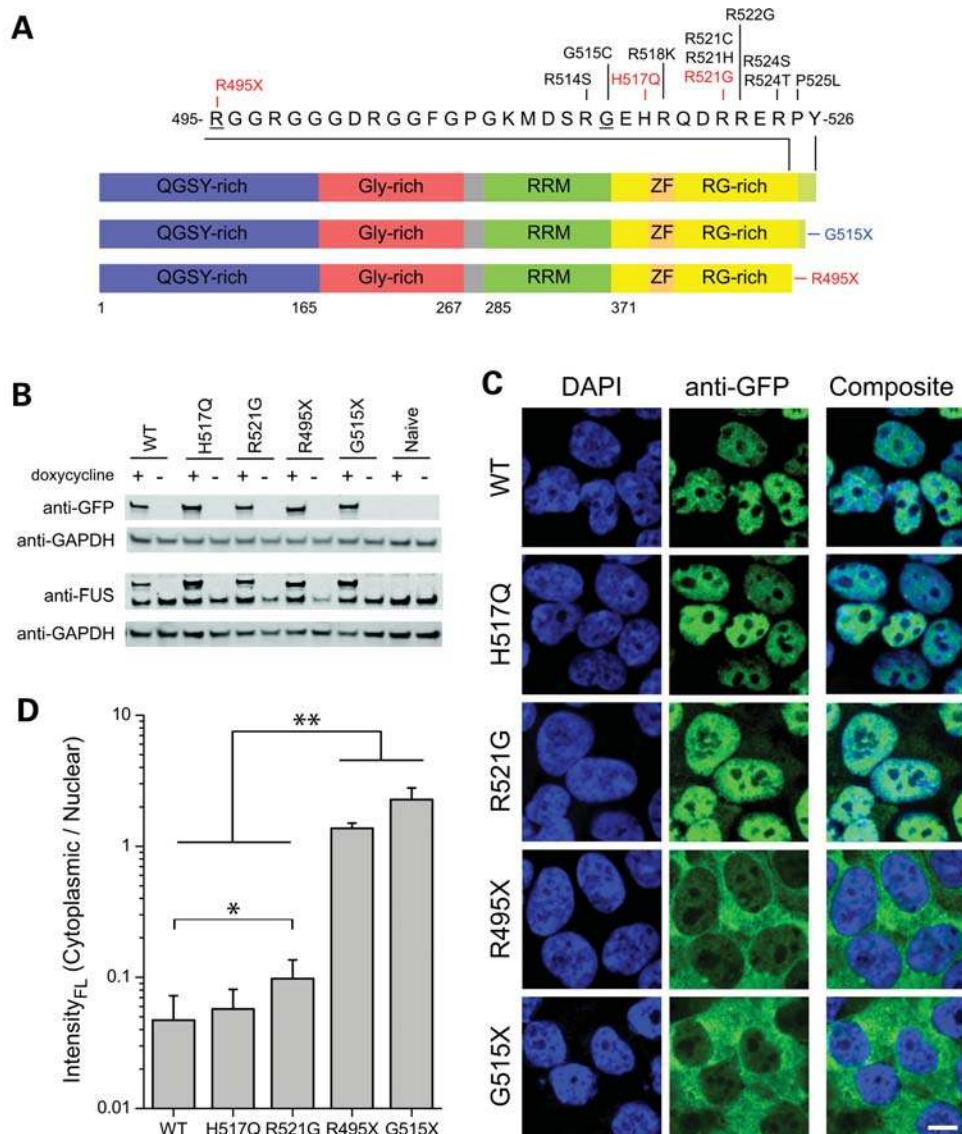 A
R522G
R521C
G515C R518K R521H R524S
R495X R514S H517Q R521G R524T P525L
495- R G G R G G G D R G G F G P G K M D S R G E H R Q D R R E R P Y -526
QGSY-rich Gly-rich RRM ZF RG-rich
QGSY-rich Gly-rich RRM ZF RG-rich G515X
QGSY-rich Gly-rich RRM ZF RG-rich R495X
1 165 267 285 371
B
WT H517Q R521G R495X G515X Naive
doxycycline + - + - + - + - + - + -
anti-GFP
anti-GAPDH
anti-FUS
anti-GAPDH
C
DAPI anti-GFP Composite
WT
H517Q
R521G
R495X
G515X
D
IntensityFL (Cytoplasmic / Nuclear)
10
1
0.1
0.01
**
*
WT H517Q R521G R495X G515X